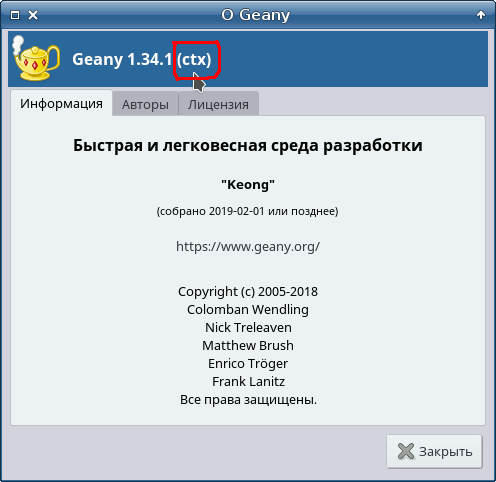 О Geany
Geany 1.34.1 (ctx)
Информация Авторы Лицензия
Быстрая и легковесная среда разработки
"Keong"
(собрано 2019-02-01 или позднее)
https://www.geany.org/
Copyright (c) 2005-2018
Colomban Wendling
Nick Treleaven
Matthew Brush
Enrico Tröger
Frank Lanitz
Все права защищены.
Закрыть